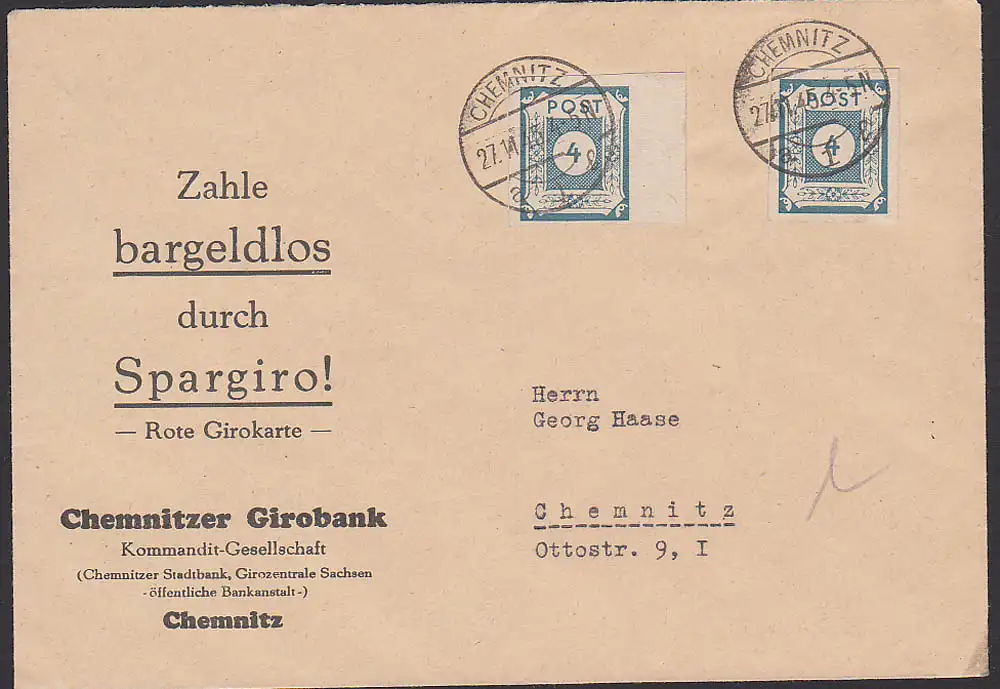 Zahle
bargeldlos
durch
Spargiro!
— Rote Girokarte —
Chemnitzer Girobank
Kommandit-Gesellschaft
(Chemnitzer Stadtbank, Girozentrale Sachsen
-öffentliche Bankanstalt-)
Chemnitz
CHEMNITZ
POST
4
CHEMNITZ
POST
4
Herrn
Georg Haase
Chemnitz
Ottostr. 9, I